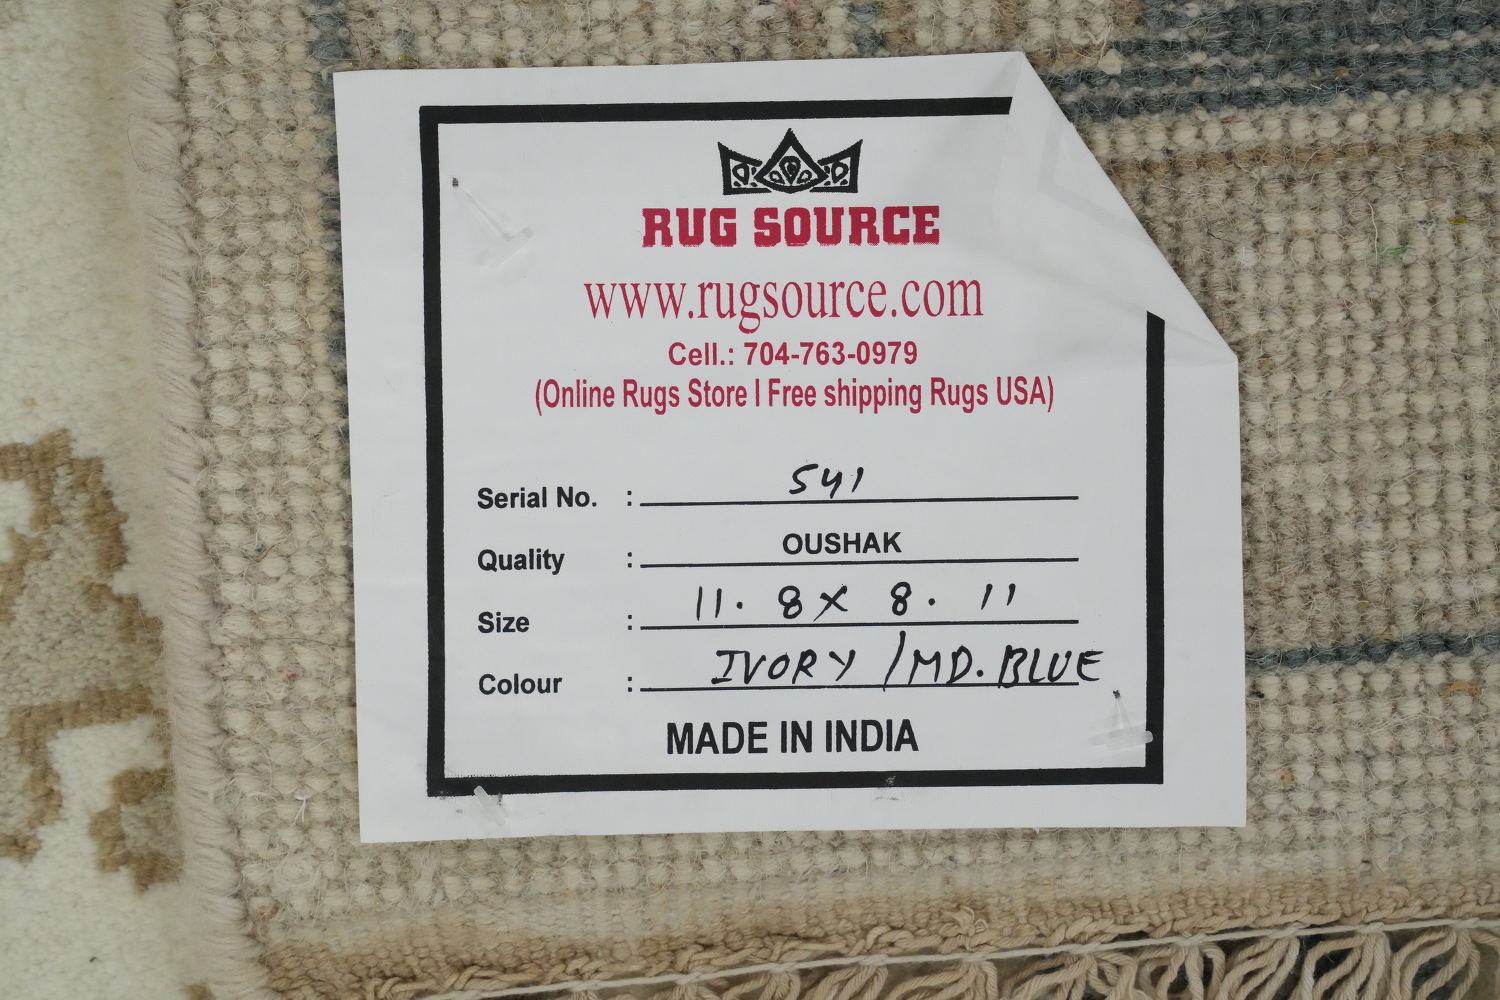 RUG SOURCE
www.rugsource.com
Cell.: 704-763-0979
(Online Rugs Store | Free shipping Rugs USA)
Serial No. : 541
Quality : OUSHAK
Size : 11. 8 X 8. 11
Colour : IVORY / MD. BLUE
MADE IN INDIA